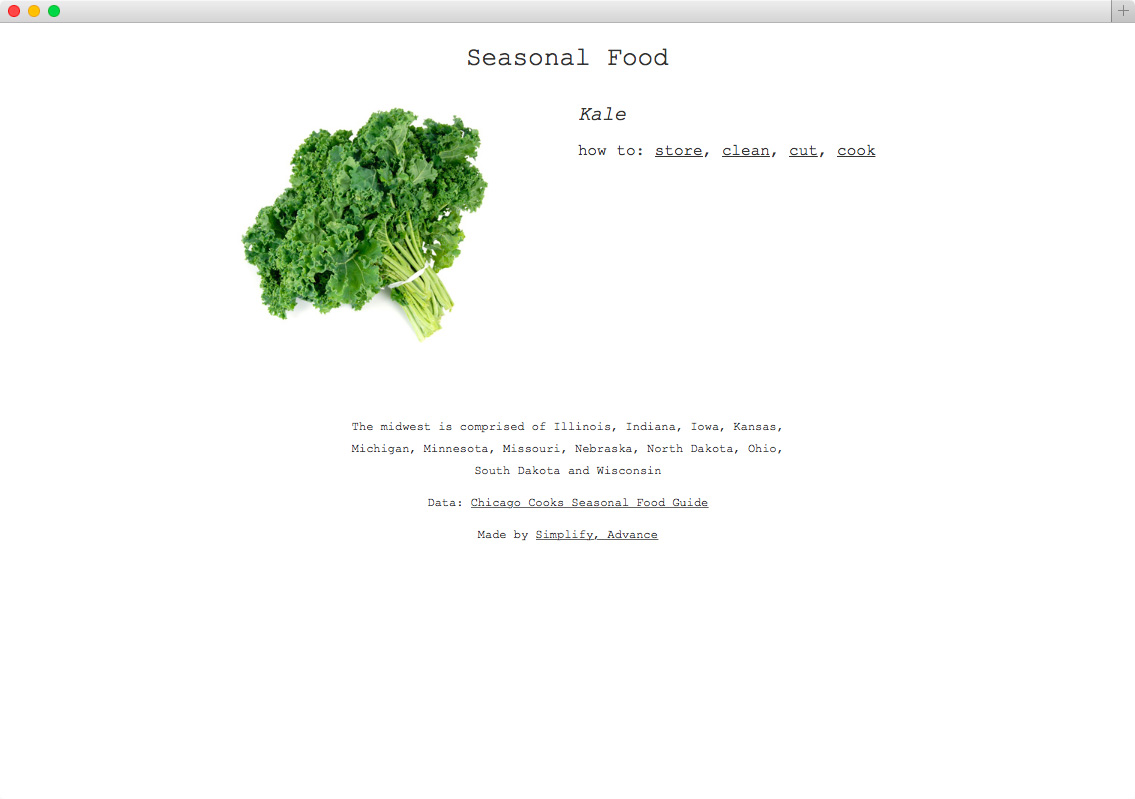 Seasonal Food
Kale
how to: store, clean, cut, cook
The midwest is comprised of Illinois, Indiana, Iowa, Kansas,
Michigan, Minnesota, Missouri, Nebraska, North Dakota, Ohio,
South Dakota and Wisconsin
Data: Chicago Cooks Seasonal Food Guide
Made by Simplify, Advance